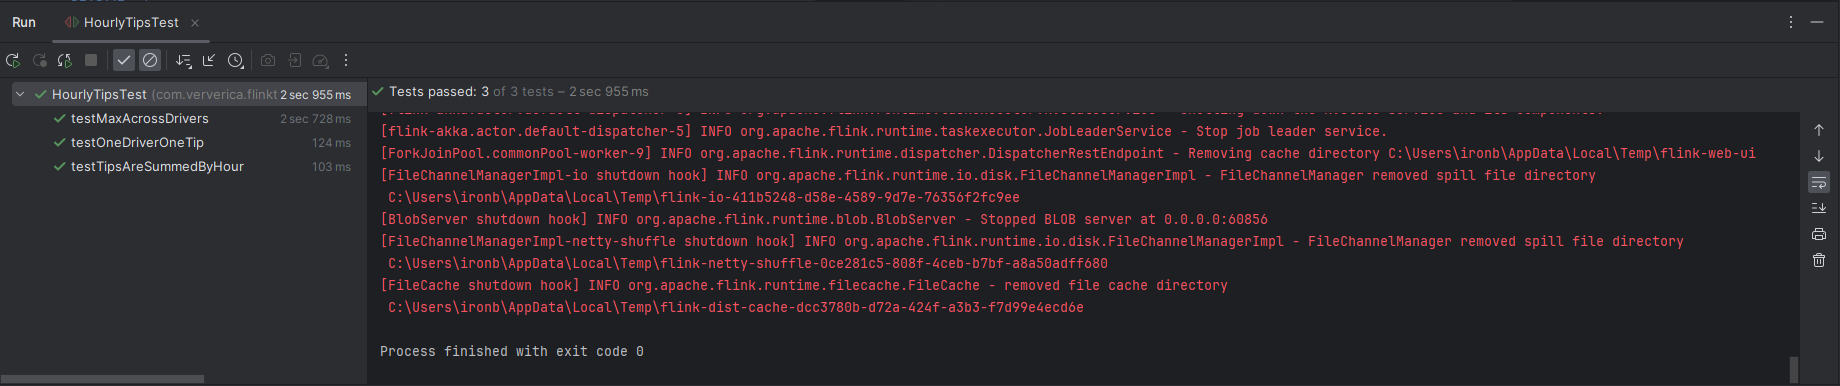 Run HourlyTipsTest
HourlyTipsTest (com.ververica.flinkt 2 sec 955 ms
testMaxAcrossDrivers 2 sec 728 ms
testOneDriverOneTip 124 ms
testTipsAreSummedByHour 103 ms
Tests passed: 3 of 3 tests – 2 sec 955 ms
[flink-akka.actor.default-dispatcher-5] INFO org.apache.flink.runtime.taskexecutor.JobLeaderService - Stop job leader service.
[ForkJoinPool.commonPool-worker-9] INFO org.apache.flink.runtime.dispatcher.DispatcherRestEndpoint - Removing cache directory C:\Users\ironb\AppData\Local\Temp\flink-web-ui
[FileChannelManagerImpl-io shutdown hook] INFO org.apache.flink.runtime.io.disk.FileChannelManagerImpl - FileChannelManager removed spill file directory
C:\Users\ironb\AppData\Local\Temp\flink-io-411b5248-d58e-4589-9d7e-76356f2fc9ee
[BlobServer shutdown hook] INFO org.apache.flink.runtime.blob.BlobServer - Stopped BLOB server at 0.0.0.0:60856
[FileChannelManagerImpl-netty-shuffle shutdown hook] INFO org.apache.flink.runtime.io.disk.FileChannelManagerImpl - FileChannelManager removed spill file directory
C:\Users\ironb\AppData\Local\Temp\flink-netty-shuffle-0ce281c5-808f-4ceb-b7bf-a8a50adff680
[FileCache shutdown hook] INFO org.apache.flink.runtime.filecache.FileCache - removed file cache directory
C:\Users\ironb\AppData\Local\Temp\flink-dist-cache-dcc3780b-d72a-424f-a3b3-f7d99e4ecd6e
Process finished with exit code 0